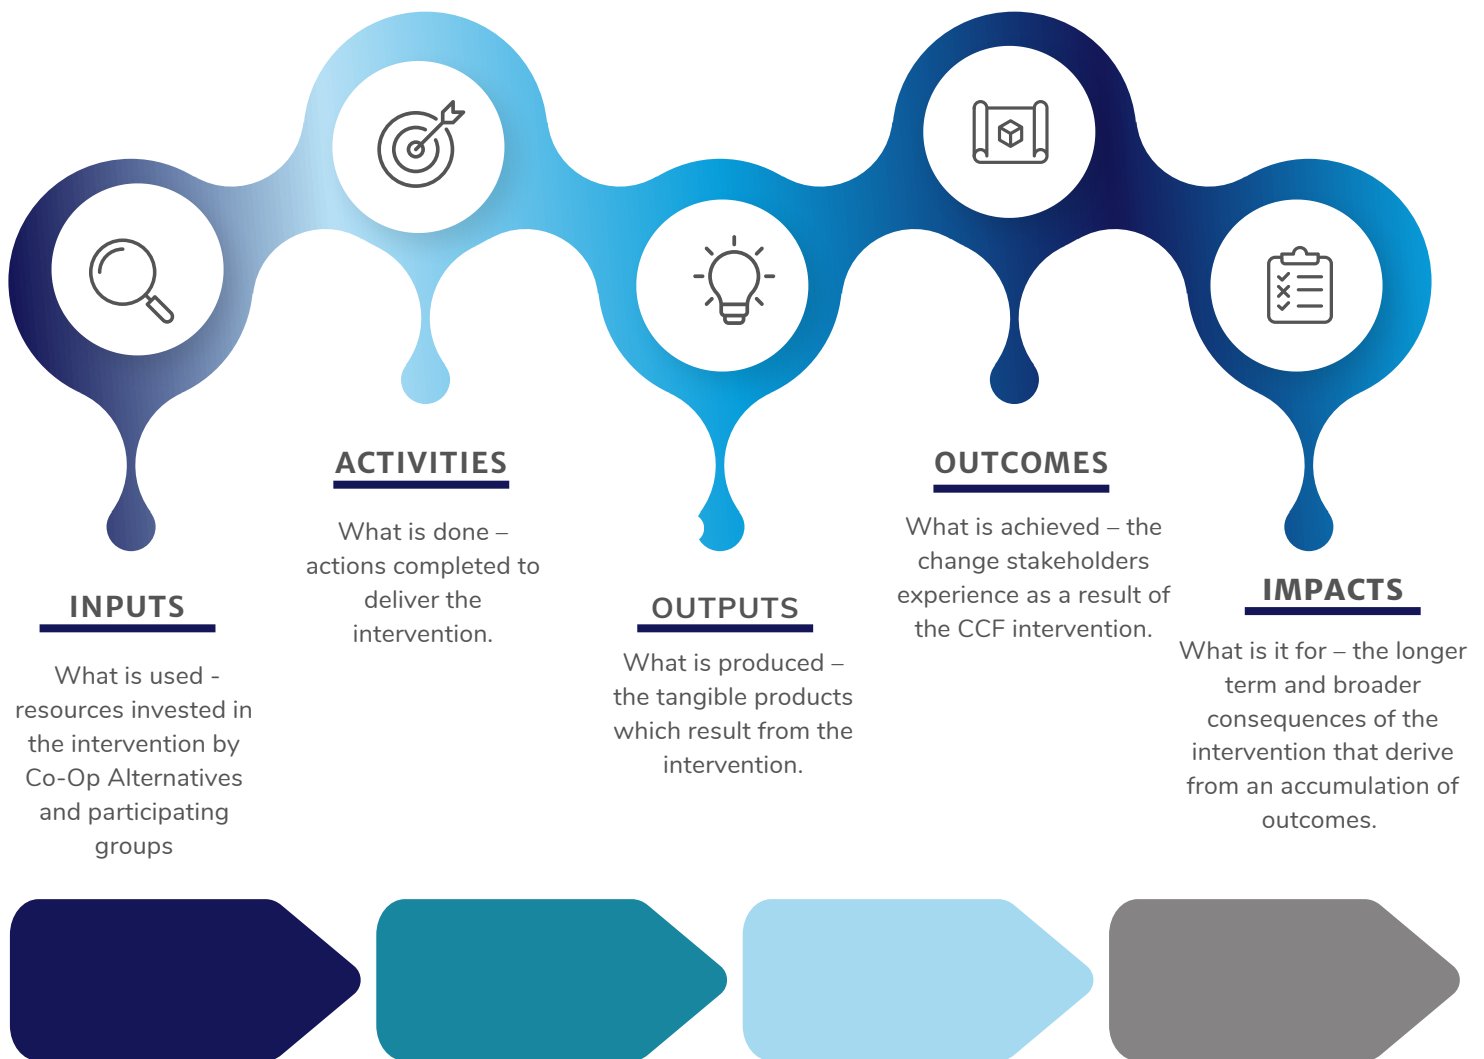 INPUTS
What is used -
resources invested in
the intervention by
Co-Op Alternatives
and participating
groups
ACTIVITIES
What is done –
actions completed to
deliver the
intervention.
OUTPUTS
What is produced –
the tangible products
which result from the
intervention.
OUTCOMES
What is achieved – the
change stakeholders
experience as a result of
the CCF intervention.
IMPACTS
What is it for – the longer
term and broader
consequences of the
intervention that derive
from an accumulation of
outcomes.